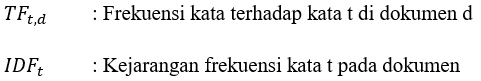 TF_{t,d} : Frekuensi kata terhadap kata t di dokumen d
IDF_t : Kejarangan frekuensi kata t pada dokumen